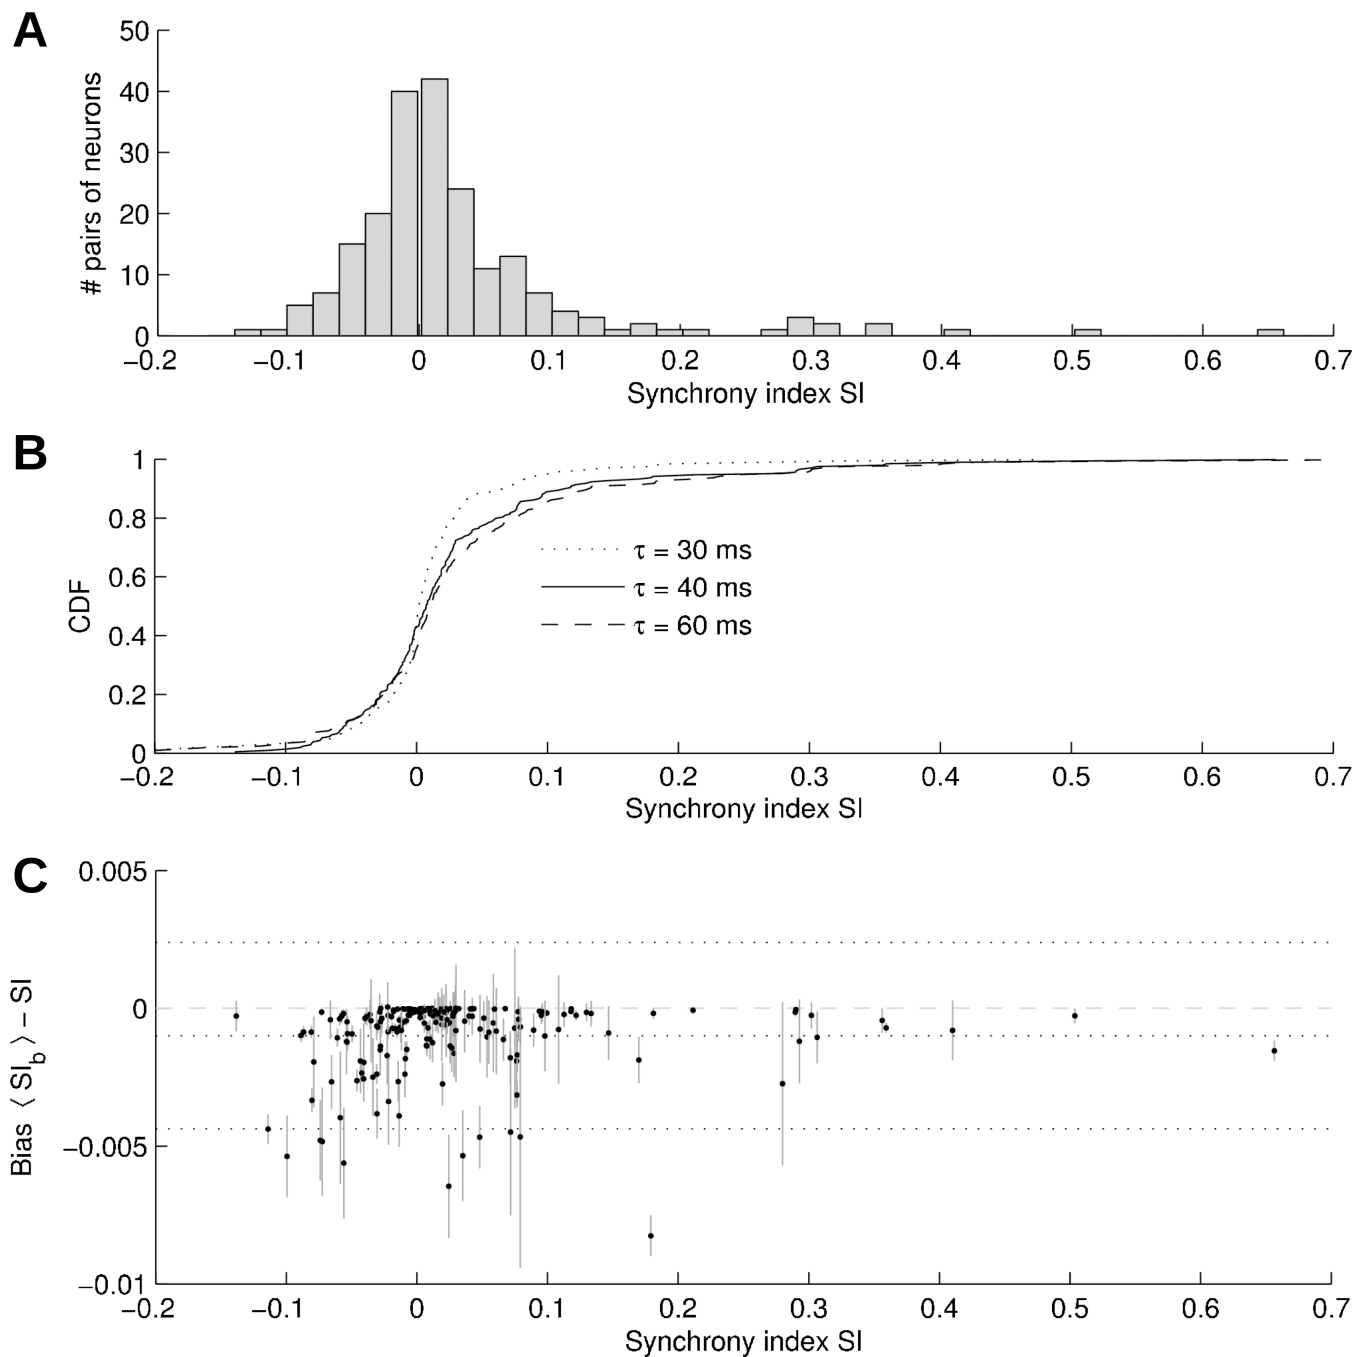 A
50
40
30
20
10
0
# pairs of neurons
−0.2 −0.1 0 0.1 0.2 0.3 0.4 0.5 0.6 0.7
Synchrony index SI
B
1
0.8
0.6
0.4
0.2
0
CDF
τ = 30 ms
τ = 40 ms
τ = 60 ms
−0.2 −0.1 0 0.1 0.2 0.3 0.4 0.5 0.6 0.7
Synchrony index SI
C
0.005
0
−0.005
−0.01
Bias ⟨ SI_b ⟩ − SI
−0.2 −0.1 0 0.1 0.2 0.3 0.4 0.5 0.6 0.7
Synchrony index SI